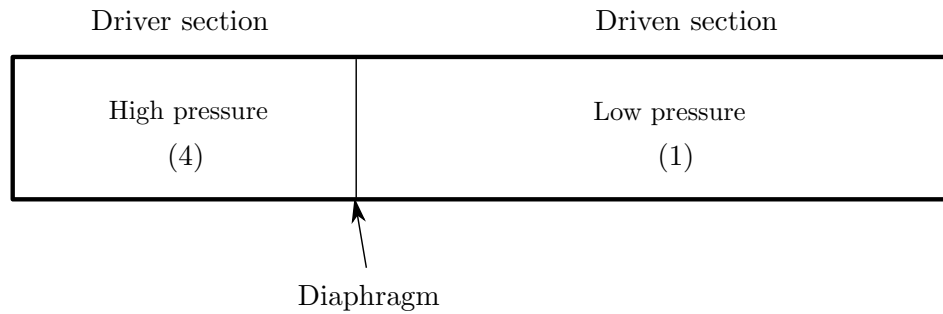 Driver section
Driven section
High pressure
(4)
Low pressure
(1)
Diaphragm